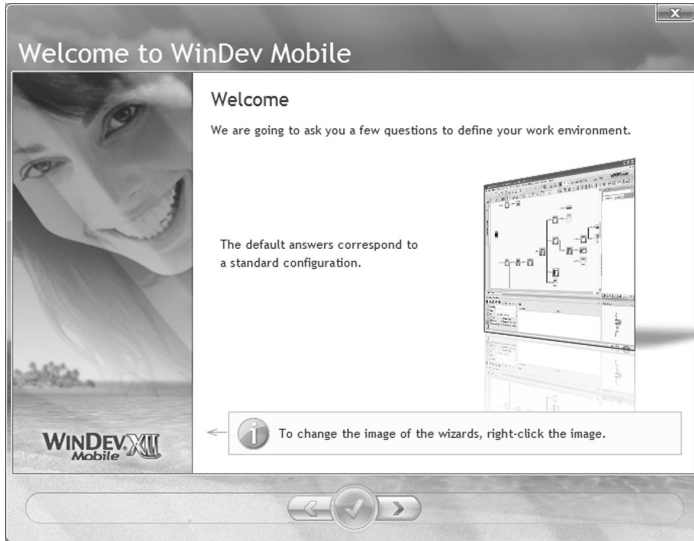 Welcome to WinDev Mobile
Welcome
We are going to ask you a few questions to define your work environment.
The default answers correspond to
a standard configuration.
To change the image of the wizards, right-click the image.
WINDEV XII
Mobile